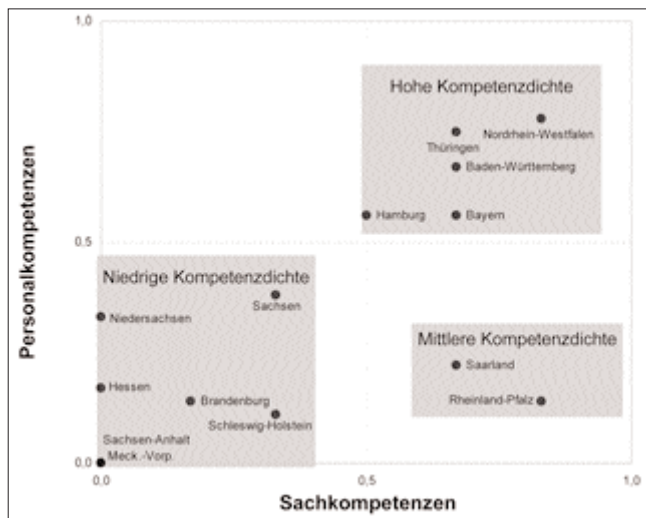 1,0
Hohe Kompetenzdichte
Nordrhein-Westfalen
Thüringen
Baden-Württemberg
Hamburg
Bayern
0,5
Niedrige Kompetenzdichte
Sachsen
Niedersachsen
Mittlere Kompetenzdichte
Saarland
Hessen
Brandenburg
Rheinland-Pfalz
Schleswig-Holstein
Sachsen-Anhalt
Meck.-Vorp.
0,0
0,0
0,5
1,0
Personalkompetenzen
Sachkompetenzen